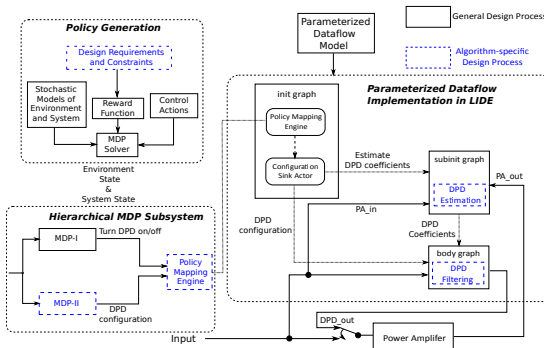 Policy Generation
Design Requirements
and Constraints
Stochastic
Models of
Environment
and System
Reward
Function
Control
Actions
MDP
Solver
Environment
State
&
System State
Hierarchical MDP Subsystem
MDP-I
Turn DPD on/off
MDP-II
DPD
configuration
Policy
Mapping
Engine
Input
Parameterized
Dataflow
Model
General Design Process
Algorithm-specific
Design Process
Parameterized Dataflow
Implementation in LIDE
init graph
Policy Mapping
Engine
Configuration
Sink Actor
Estimate
DPD coefficients
DPD
configuration
PA_in
subinit graph
DPD
Estimation
PA_out
DPD
Coefficients
body graph
DPD
Filtering
DPD_out
Power Amplifer